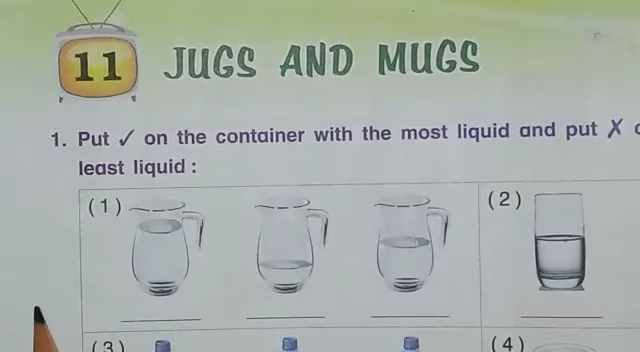 11 JUGS AND MUGS
1. Put ✓ on the container with the most liquid and put ✗
least liquid :
(1) (2)
(3) (4)